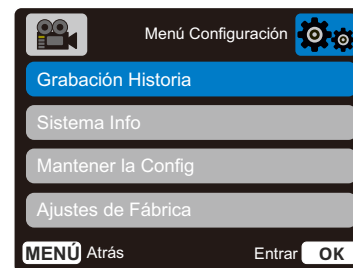 Menú Configuración
Grabación Historia
Sistema Info
Mantener la Config
Ajustes de Fábrica
MENÚ Atrás Entrar OK